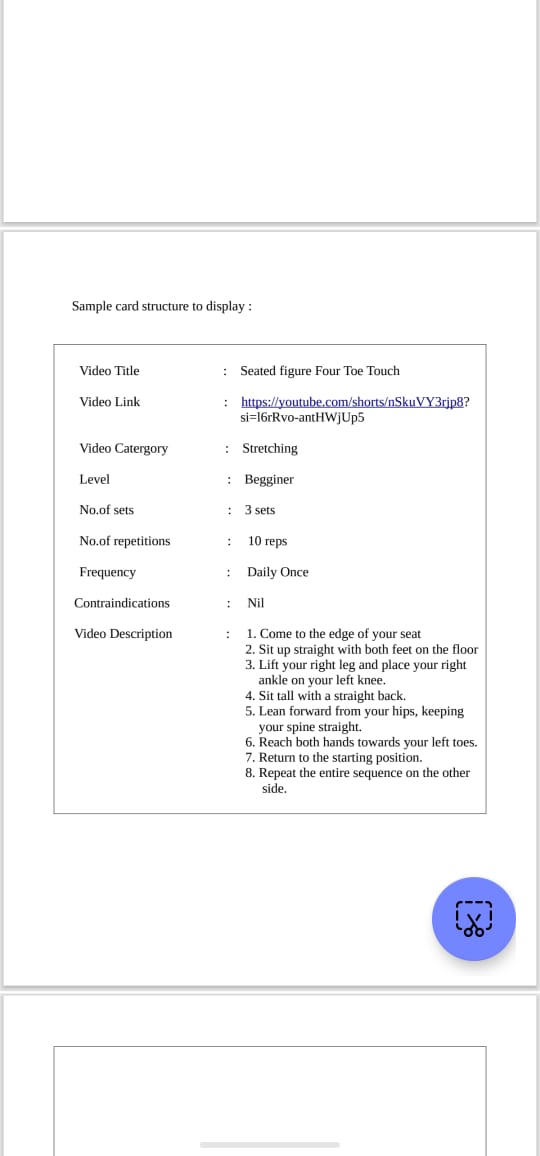 Sample card structure to display :
Video Title : Seated figure Four Toe Touch
Video Link : https://youtube.com/shorts/nSkuVY3rjp8?
si=l6rRvo-antHWjUp5
Video Catergory : Stretching
Level : Begginer
No.of sets : 3 sets
No.of repetitions : 10 reps
Frequency : Daily Once
Contraindications : Nil
Video Description : 1. Come to the edge of your seat
2. Sit up straight with both feet on the floor
3. Lift your right leg and place your right
ankle on your left knee.
4. Sit tall with a straight back.
5. Lean forward from your hips, keeping
your spine straight.
6. Reach both hands towards your left toes.
7. Return to the starting position.
8. Repeat the entire sequence on the other
side.